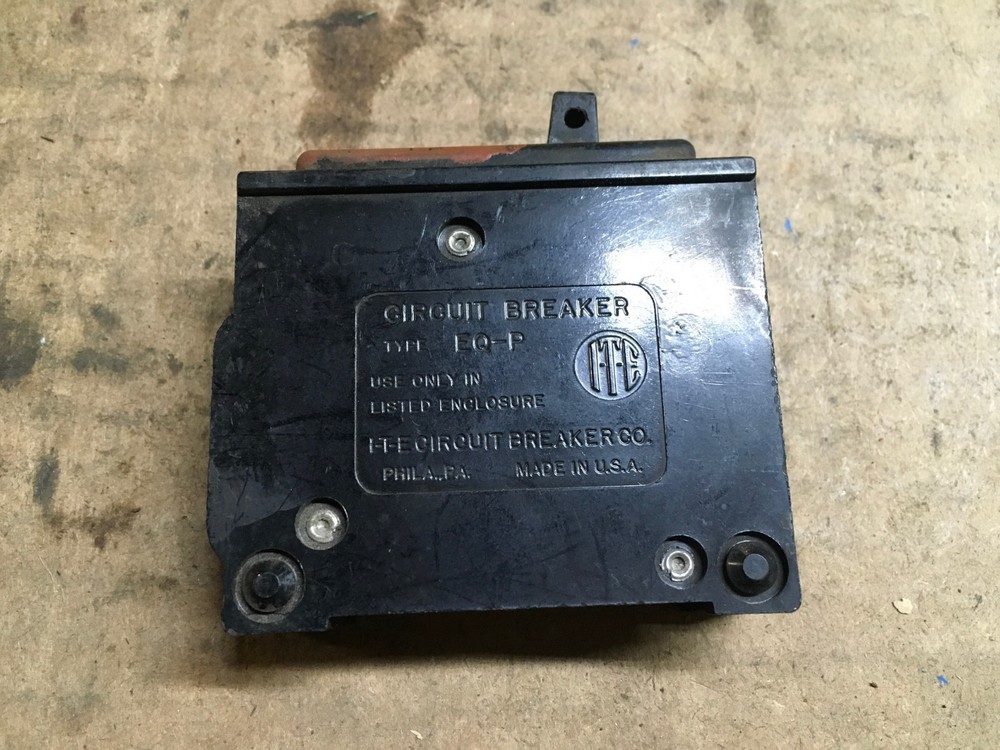 CIRCUIT BREAKER
TYPE EQ-P
I-T-E
USE ONLY IN
LISTED ENCLOSURE
I-T-E CIRCUIT BREAKER CO.
PHILA., PA. MADE IN U.S.A.